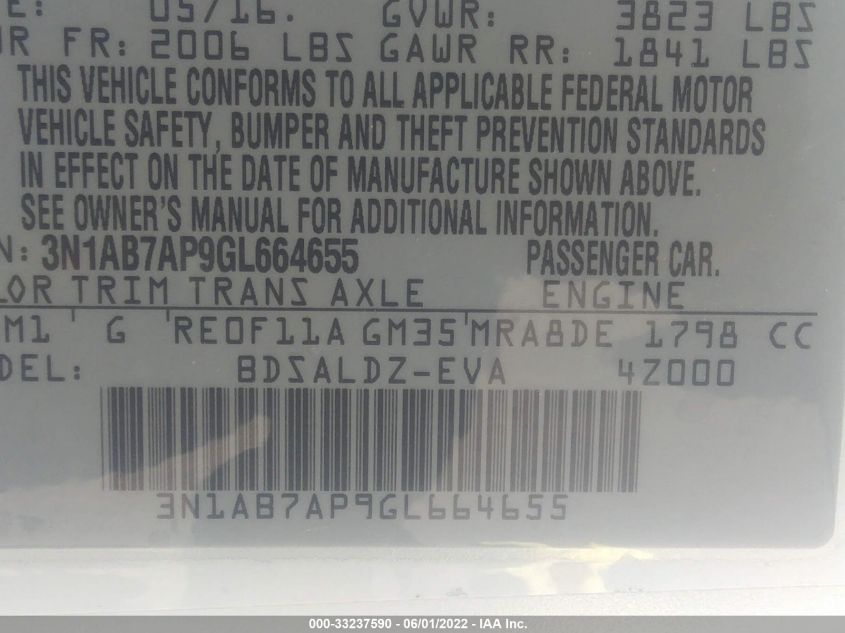 E: 05/16. GVWR: 3823 LBS
R FR: 2006 LBS GAWR RR: 1841 LBS
THIS VEHICLE CONFORMS TO ALL APPLICABLE FEDERAL MOTOR
VEHICLE SAFETY, BUMPER AND THEFT PREVENTION STANDARDS
IN EFFECT ON THE DATE OF MANUFACTURE SHOWN ABOVE.
SEE OWNER'S MANUAL FOR ADDITIONAL INFORMATION.
N: 3N1AB7AP9GL664655 PASSENGER CAR.
LOR TRIM TRANS AXLE ENGINE
M1 G RE0F11A GM35 MRA8DE 1798 CC
DEL: BDSALDZ-EVA 4Z000
3N1AB7AP9GL664655
000-33237590 - 06/01/2022 - IAA Inc.